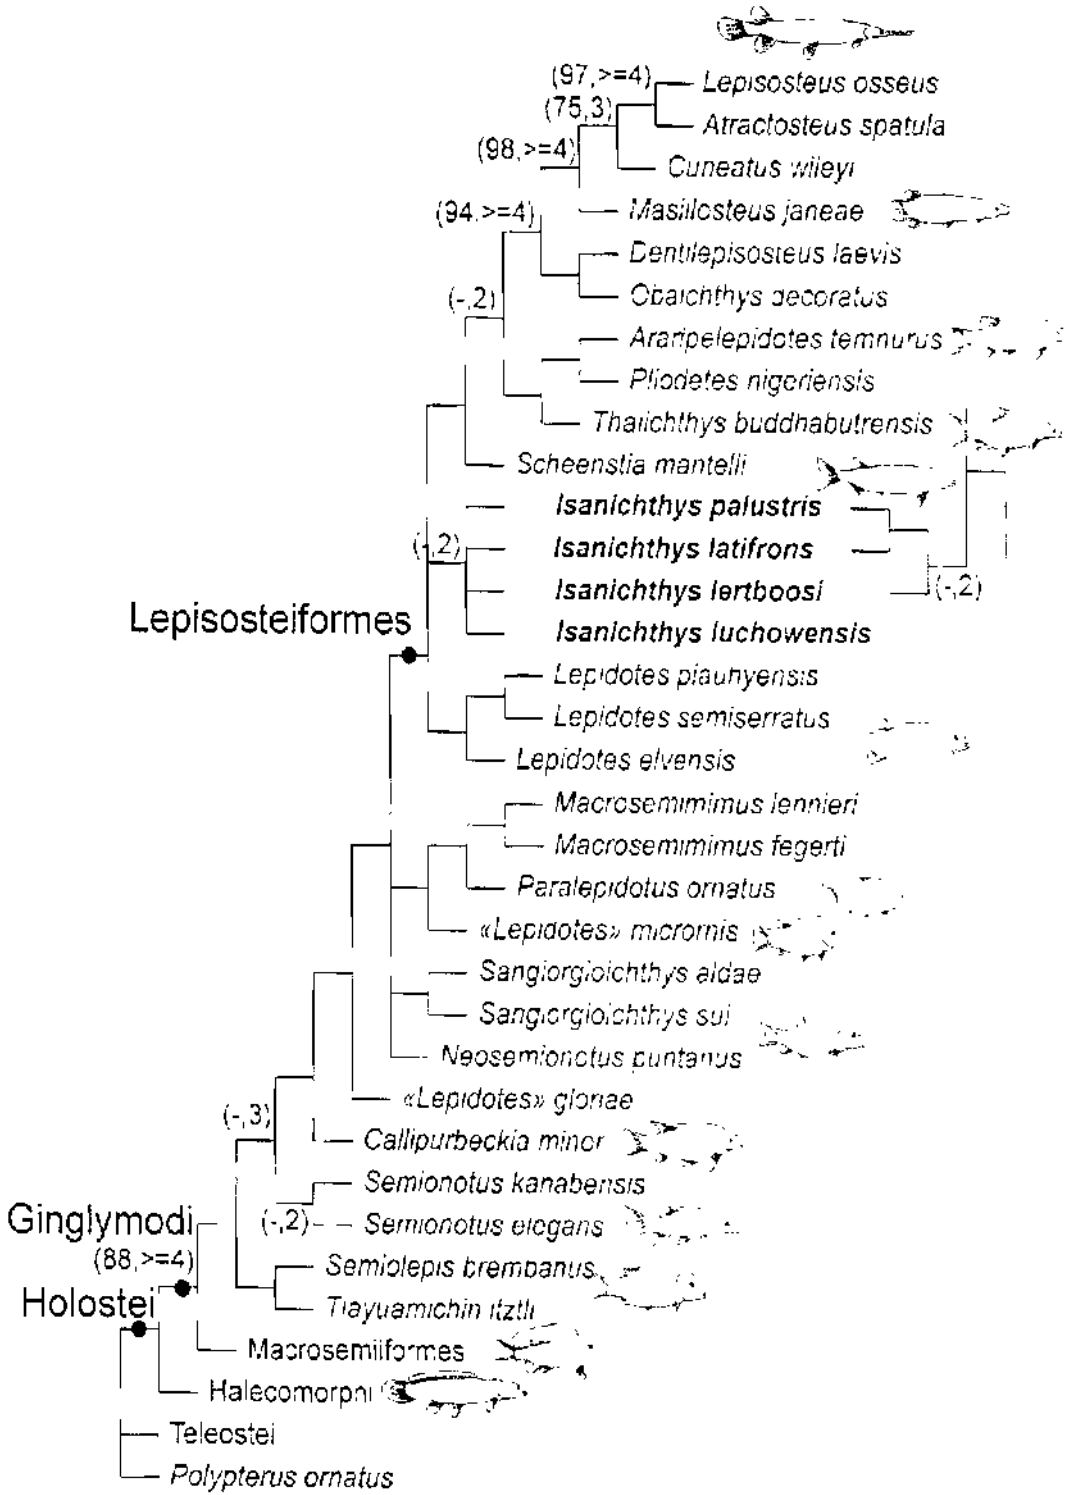 (97,>=4)
Lepisosteus osseus
(75,3)
Atractosteus spatula
(98,>=4)
Cuneatus wileyi
(94,>=4)
Masillosteus janeae
Dentilepisosteus laevis
(-,2)
Obaichthys decoratus
Araripelepidotes temnurus
Pliodetes nigeriensis
Thaiichthys buddhabutrensis
Scheenstia mantelli
Isanichthys palustris
(-,2)
Isanichthys latifrons
Isanichthys lertboosi
(-,2)
Lepisosteiformes
Isanichthys luchowensis
Lepidotes piauhyensis
Lepidotes semiserratus
Lepidotes elvensis
Macrosemimimus lennieri
Macrosemimimus fegerti
Paralepidotus ornatus
«Lepidotes» microrhis
Sangiorgioichthys aldae
Sangiorgioichthys sui
Neosemionotus puntanus
«Lepidotes» gloriae
(-,3)
Callipurbeckia minor
Semionotus kanabensis
Ginglymodi
(-,2)
Semionotus elegans
(88,>=4)
Semiolepis brembanus
Holostei
Tlayuamichin itztli
Macrosemiiformes
Halecomorphi
Teleostei
Polypterus ornatus